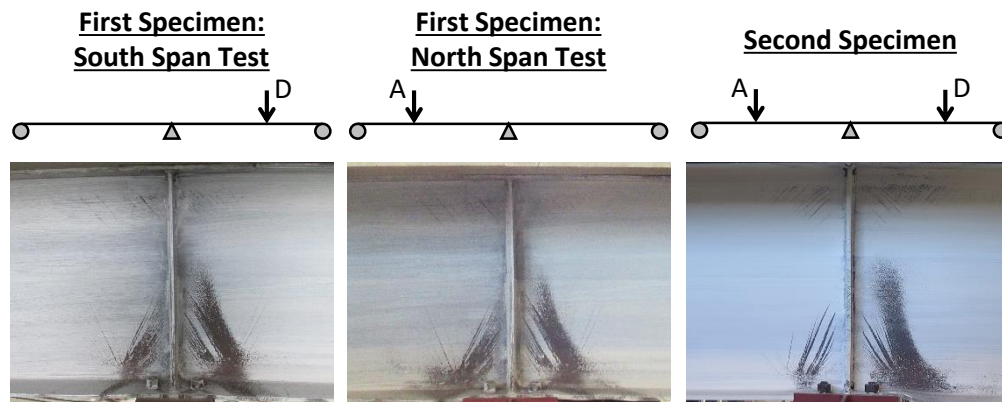 First Specimen:
South Span Test
D
First Specimen:
North Span Test
A
Second Specimen
A
D